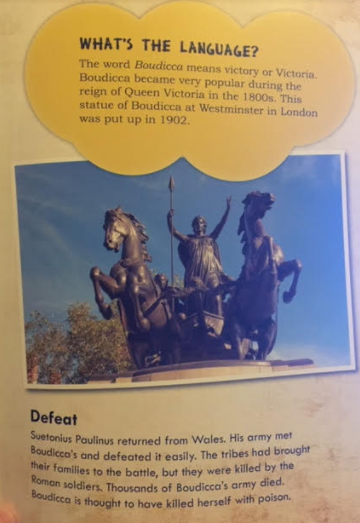 WHAT'S THE LANGUAGE?
The word Boudicca means victory or Victoria.
Boudicca became very popular during the
reign of Queen Victoria in the 1800s. This
statue of Boudicca at Westminster in London
was put up in 1902.
Defeat
Suetonius Paulinus returned from Wales. His army met
Boudicca's and defeated it easily. The tribes had brought
their families to the battle, but they were killed by the
Roman soldiers. Thousands of Boudicca's army died.
Boudicca is thought to have killed herself with poison.